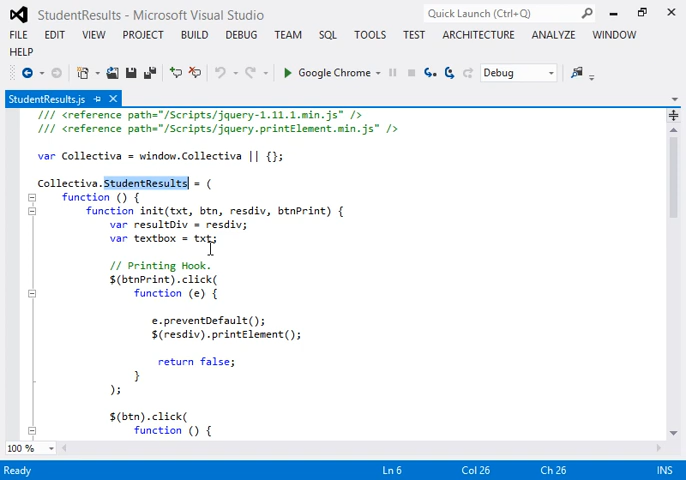 StudentResults - Microsoft Visual Studio
Quick Launch (Ctrl+Q)
FILE EDIT VIEW PROJECT BUILD DEBUG TEAM SQL TOOLS TEST ARCHITECTURE ANALYZE WINDOW
HELP
Google Chrome Debug
StudentResults.js
/// <reference path="/Scripts/jquery-1.11.1.min.js" />
/// <reference path="/Scripts/jquery.printElement.min.js" />
var Collectiva = window.Collectiva || {};
Collectiva.StudentResults = (
function () {
function init(txt, btn, resdiv, btnPrint) {
var resultDiv = resdiv;
var textbox = txt;
// Printing Hook.
$(btnPrint).click(
function (e) {
e.preventDefault();
$(resdiv).printElement();
return false;
}
);
$(btn).click(
function () {
100 %
Ready Ln 6 Col 26 Ch 26 INS